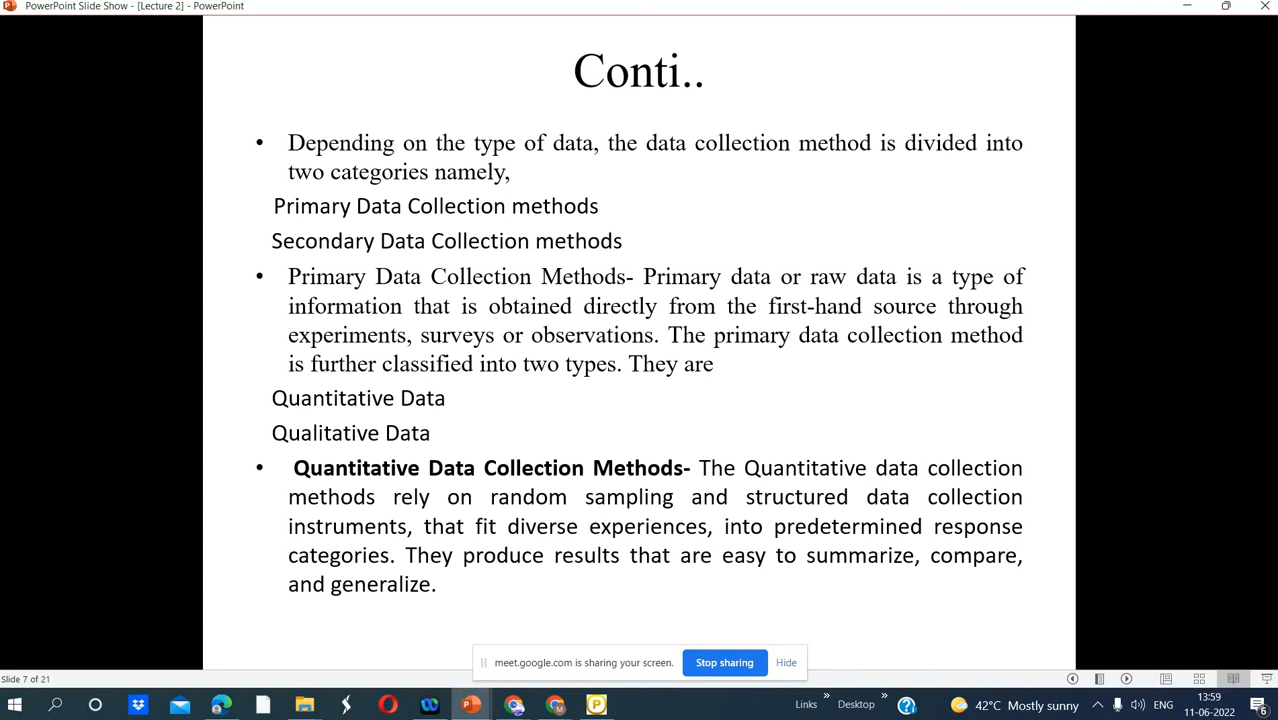 PowerPoint Slide Show - [Lecture 2] - PowerPoint
Conti..
• Depending on the type of data, the data collection method is divided into
two categories namely,
Primary Data Collection methods
Secondary Data Collection methods
• Primary Data Collection Methods- Primary data or raw data is a type of
information that is obtained directly from the first-hand source through
experiments, surveys or observations. The primary data collection method
is further classified into two types. They are
Quantitative Data
Qualitative Data
• Quantitative Data Collection Methods- The Quantitative data collection
methods rely on random sampling and structured data collection
instruments, that fit diverse experiences, into predetermined response
categories. They produce results that are easy to summarize, compare,
and generalize.
meet.google.com is sharing your screen. Stop sharing Hide
Slide 7 of 21
Links » Desktop » 42°C Mostly sunny ENG 13:59
11-06-2022 6